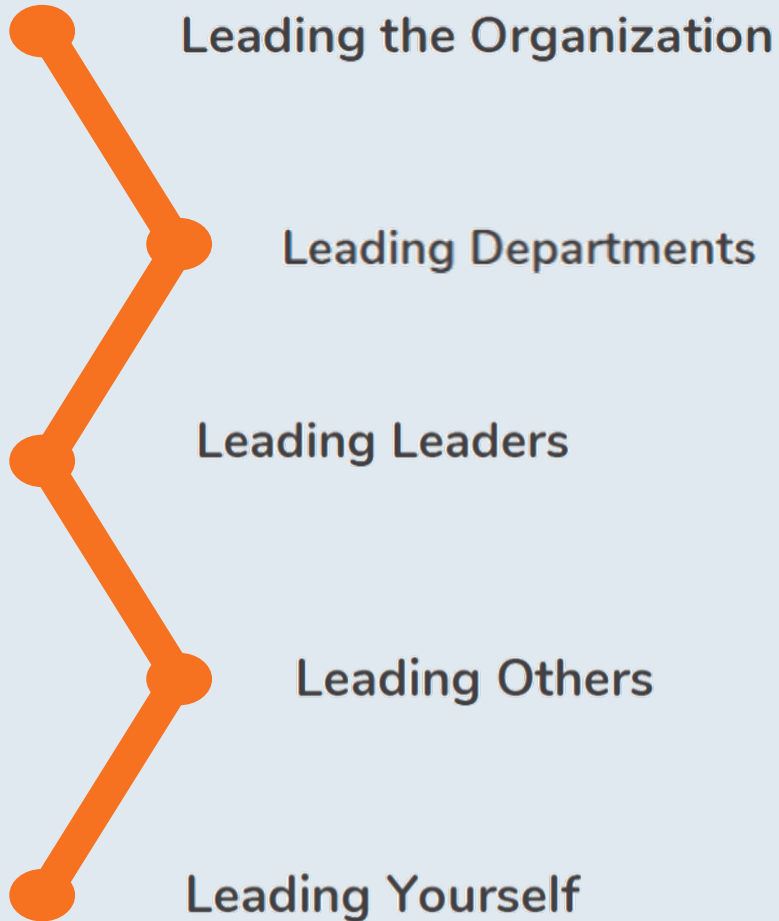 Leading the Organization
Leading Departments
Leading Leaders
Leading Others
Leading Yourself